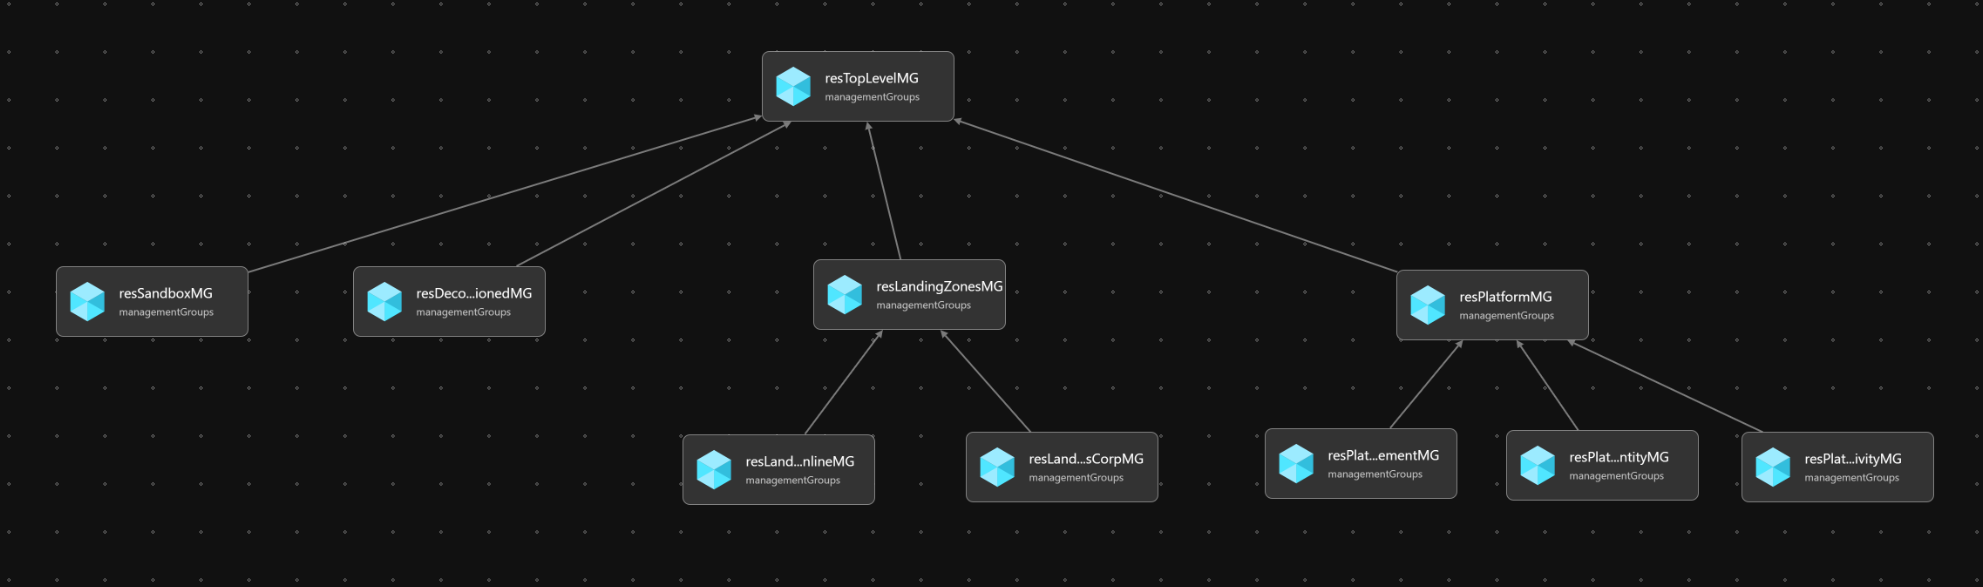 resTopLevelMG
managementGroups
resSandboxMG
managementGroups
resDeco...ionedMG
managementGroups
resLandingZonesMG
managementGroups
resPlatformMG
managementGroups
resLand...nlineMG
managementGroups
resLand...sCorpMG
managementGroups
resPlat...ementMG
managementGroups
resPlat...ntityMG
managementGroups
resPlat...ivityMG
managementGroups